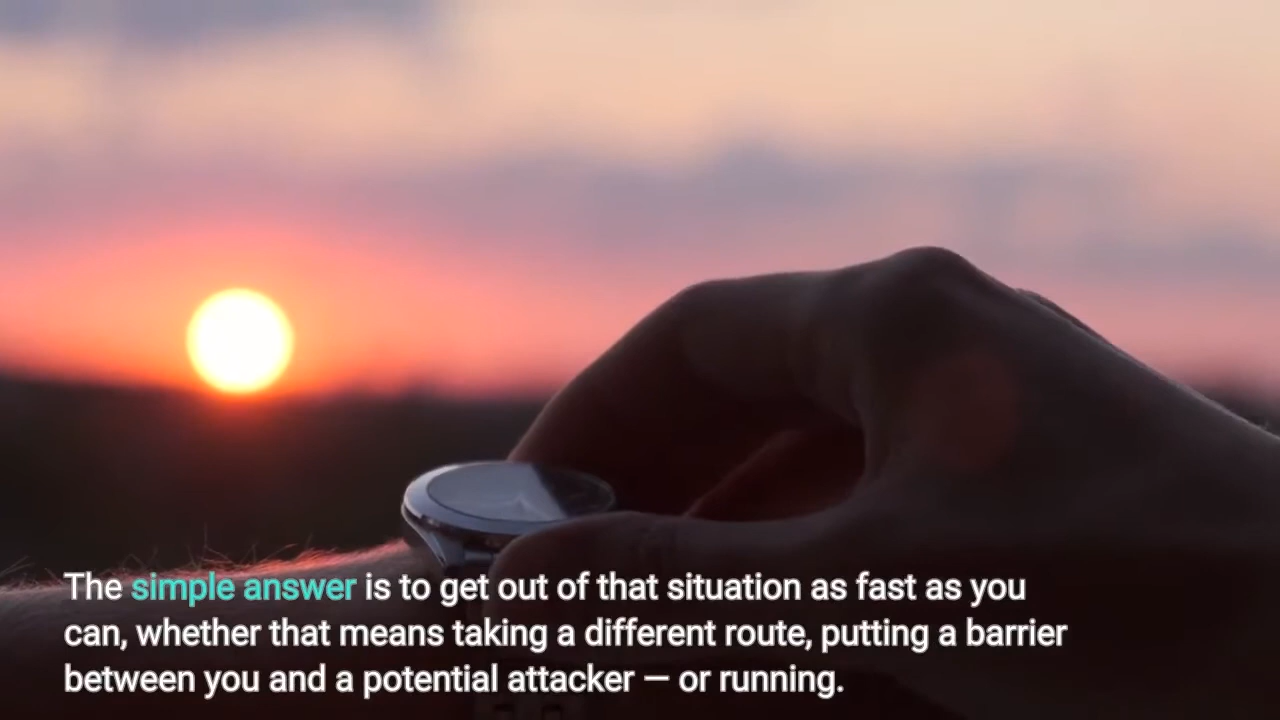 The simple answer is to get out of that situation as fast as you
can, whether that means taking a different route, putting a barrier
between you and a potential attacker — or running.